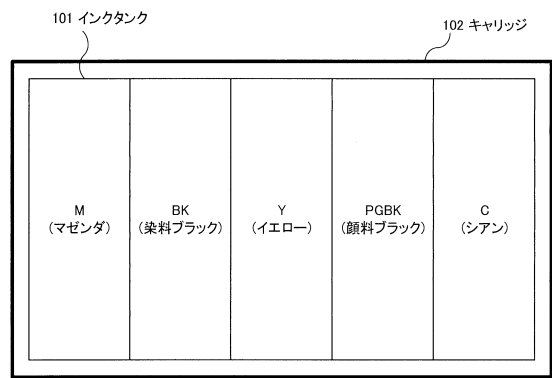 101 インクタンク
102 キャリッジ
M
(マゼンダ)
BK
(染料ブラック)
Y
(イエロー)
PGBK
(顔料ブラック)
C
(シアン)